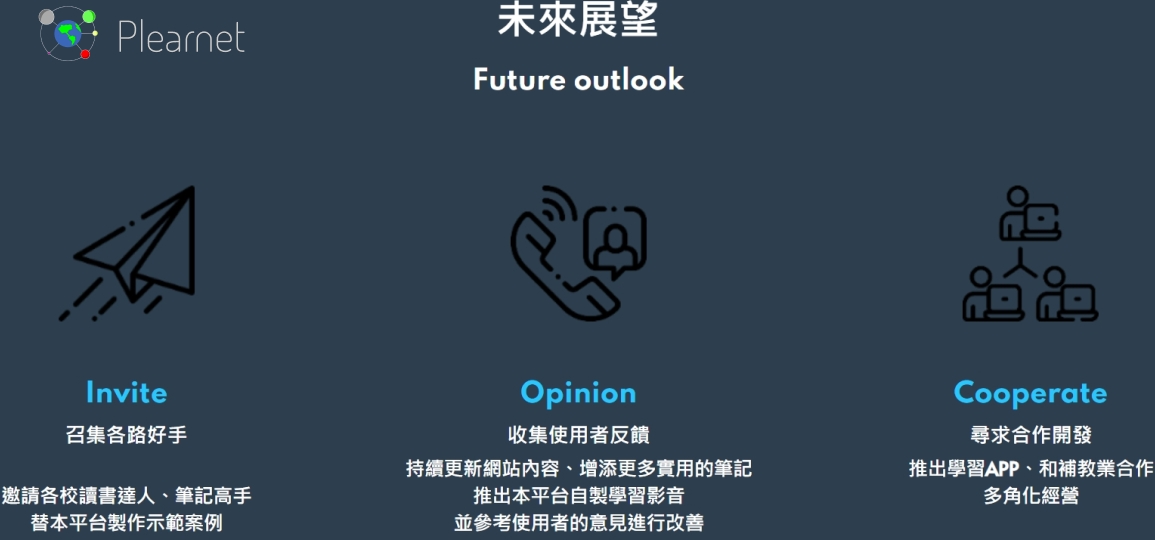 Plearnet
未來展望
Future outlook
Invite
召集各路好手
邀請各校讀書達人、筆記高手
替本平台製作示範案例
Opinion
收集使用者反饋
持續更新網站內容、增添更多實用的筆記
推出本平台自製學習影音
並參考使用者的意見進行改善
Cooperate
尋求合作開發
推出學習APP、和補教業合作
多角化經營